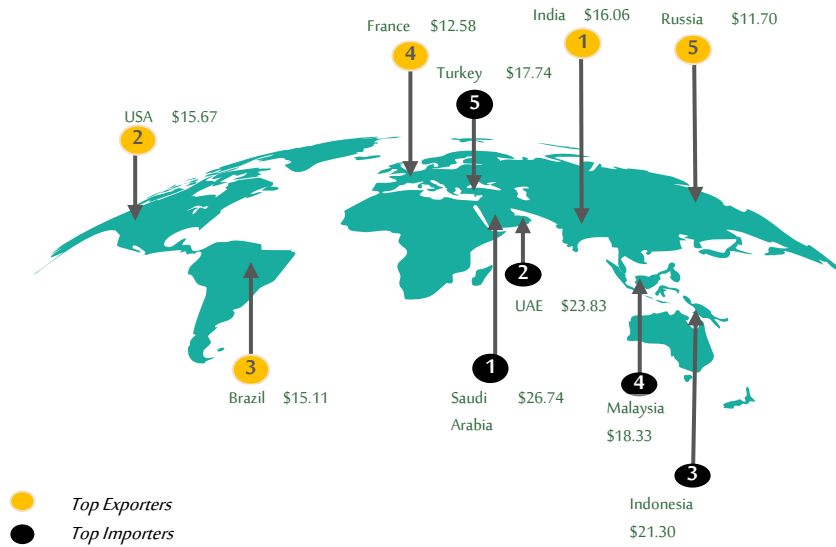 India $16.06
Russia $11.70
France $12.58
1
5
4
Turkey $17.74
5
USA $15.67
2
2
UAE $23.83
3
Brazil $15.11
1
Saudi $26.74
Arabia
4
Malaysia
$18.33
3
Indonesia
$21.30
Top Exporters
Top Importers